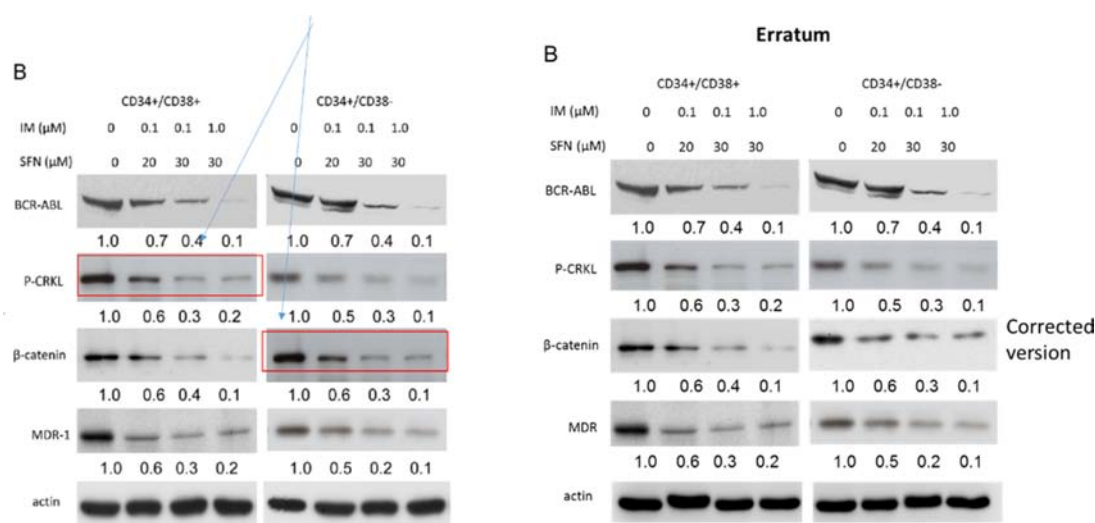 B
CD34+/CD38+ CD34+/CD38-
IM (μM) 0 0.1 0.1 1.0 0 0.1 0.1 1.0
SFN (μM) 0 20 30 30 0 20 30 30
BCR-ABL
1.0 0.7 0.4 0.1 1.0 0.7 0.4 0.1
P-CRKL
1.0 0.6 0.3 0.2 1.0 0.5 0.3 0.1
β-catenin
1.0 0.6 0.4 0.1 1.0 0.6 0.3 0.1
MDR-1
1.0 0.6 0.3 0.2 1.0 0.5 0.2 0.1
actin
Erratum
B
CD34+/CD38+ CD34+/CD38-
IM (μM) 0 0.1 0.1 1.0 0 0.1 0.1 1.0
SFN (μM) 0 20 30 30 0 20 30 30
BCR-ABL
1.0 0.7 0.4 0.1 1.0 0.7 0.4 0.1
P-CRKL
1.0 0.6 0.3 0.2 1.0 0.5 0.3 0.1
β-catenin
Corrected
version
1.0 0.6 0.4 0.1 1.0 0.6 0.3 0.1
MDR
1.0 0.6 0.3 0.2 1.0 0.5 0.2 0.1
actin